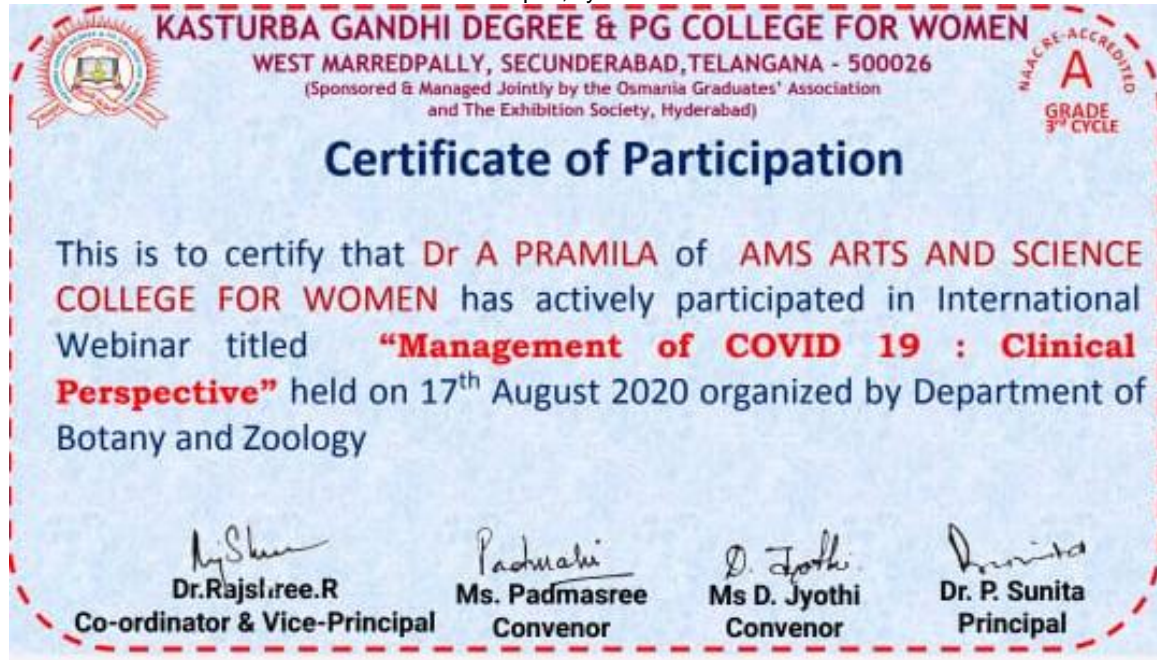 KASTURBA GANDHI DEGREE & PG COLLEGE FOR WOMEN
WEST MARREDPALLY, SECUNDERABAD,TELANGANA - 500026
(Sponsored & Managed Jointly by the Osmania Graduates' Association
and The Exhibition Society, Hyderabad)
NAAC RE-ACCREDITED
A
GRADE
3rd CYCLE
Certificate of Participation
This is to certify that Dr A PRAMILA of AMS ARTS AND SCIENCE
COLLEGE FOR WOMEN has actively participated in International
Webinar titled "Management of COVID 19 : Clinical
Perspective" held on 17th August 2020 organized by Department of
Botany and Zoology
Padmashi
D. Jyothi
Dr.Rajshree.R
Ms. Padmasree
Ms D. Jyothi
Dr. P. Sunita
Co-ordinator & Vice-Principal
Convenor
Convenor
Principal